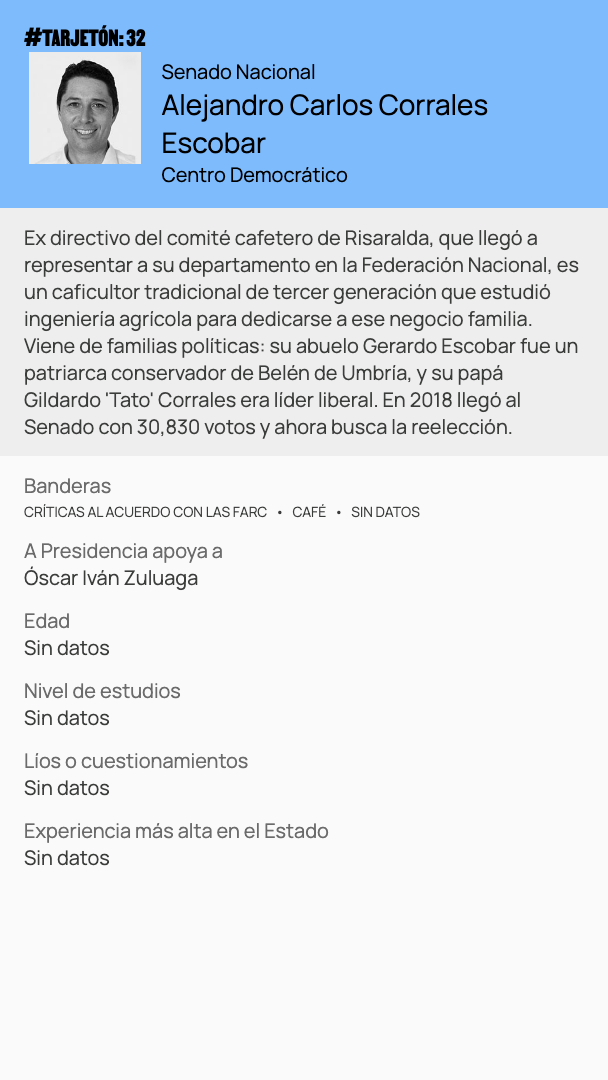 #TARJETÓN: 32
Senado Nacional
Alejandro Carlos Corrales
Escobar
Centro Democrático
Ex directivo del comité cafetero de Risaralda, que llegó a
representar a su departamento en la Federación Nacional, es
un caficultor tradicional de tercer generación que estudió
ingeniería agrícola para dedicarse a ese negocio familia.
Viene de familias políticas: su abuelo Gerardo Escobar fue un
patriarca conservador de Belén de Umbría, y su papá
Gildardo 'Tato' Corrales era líder liberal. En 2018 llegó al
Senado con 30,830 votos y ahora busca la reelección.
Banderas
CRÍTICAS AL ACUERDO CON LAS FARC • CAFÉ • SIN DATOS
A Presidencia apoya a
Óscar Iván Zuluaga
Edad
Sin datos
Nivel de estudios
Sin datos
Líos o cuestionamientos
Sin datos
Experiencia más alta en el Estado
Sin datos